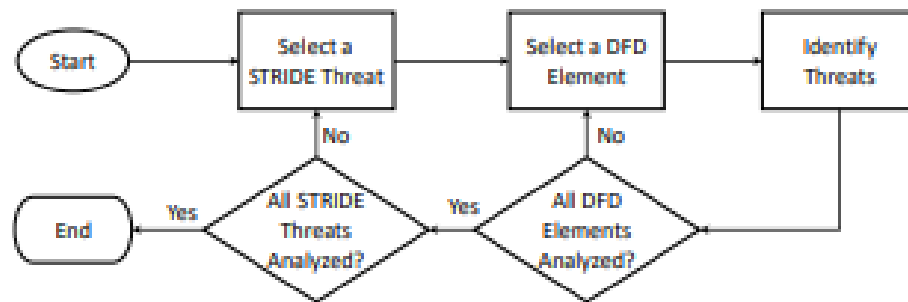 Start
Select a
STRIDE Threat
Select a DFD
Element
Identify
Threats
No
No
End
Yes
All STRIDE
Threats
Analyzed?
Yes
All DFD
Elements
Analyzed?